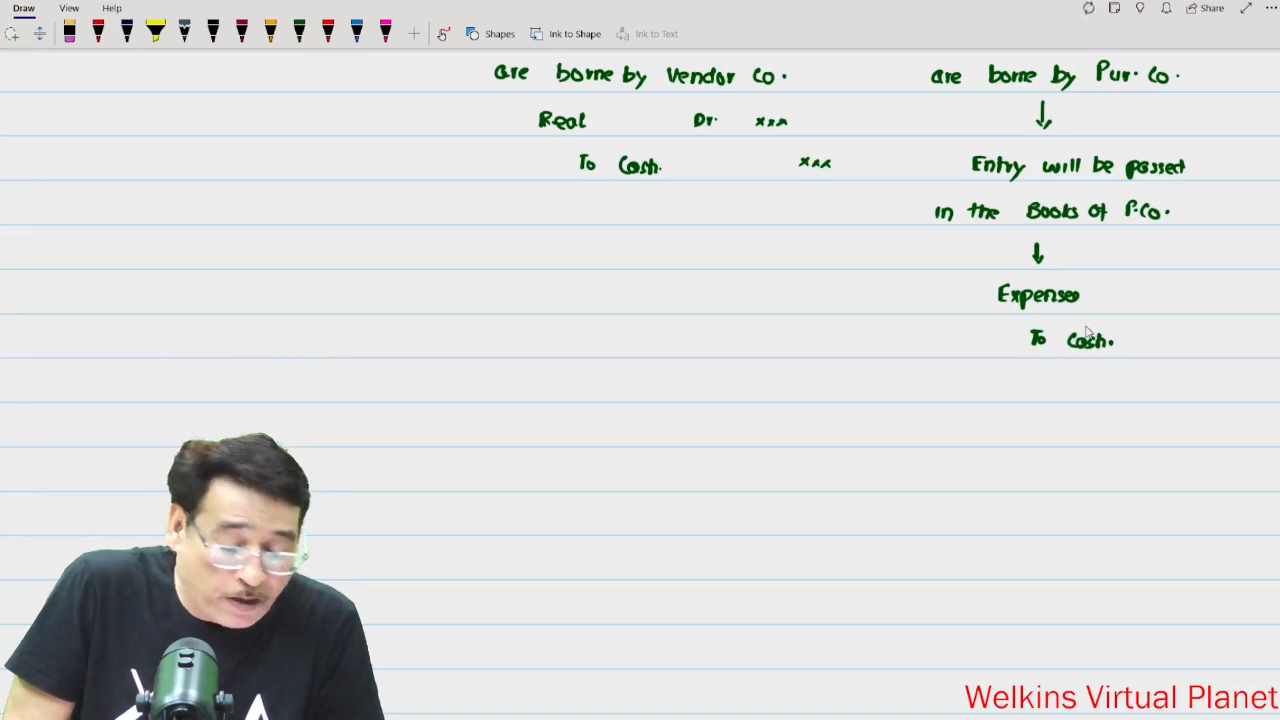 Draw View Help Share
Shapes Ink to Shape Ink to Text
are borne by Vendor Co.
Real Dr. xxx
To Cash. xxx
are borne by Pur. Co.
↓
Entry will be passed
in the Books of P.Co.
↓
Expenses
To Cash.
Welkins Virtual Planet